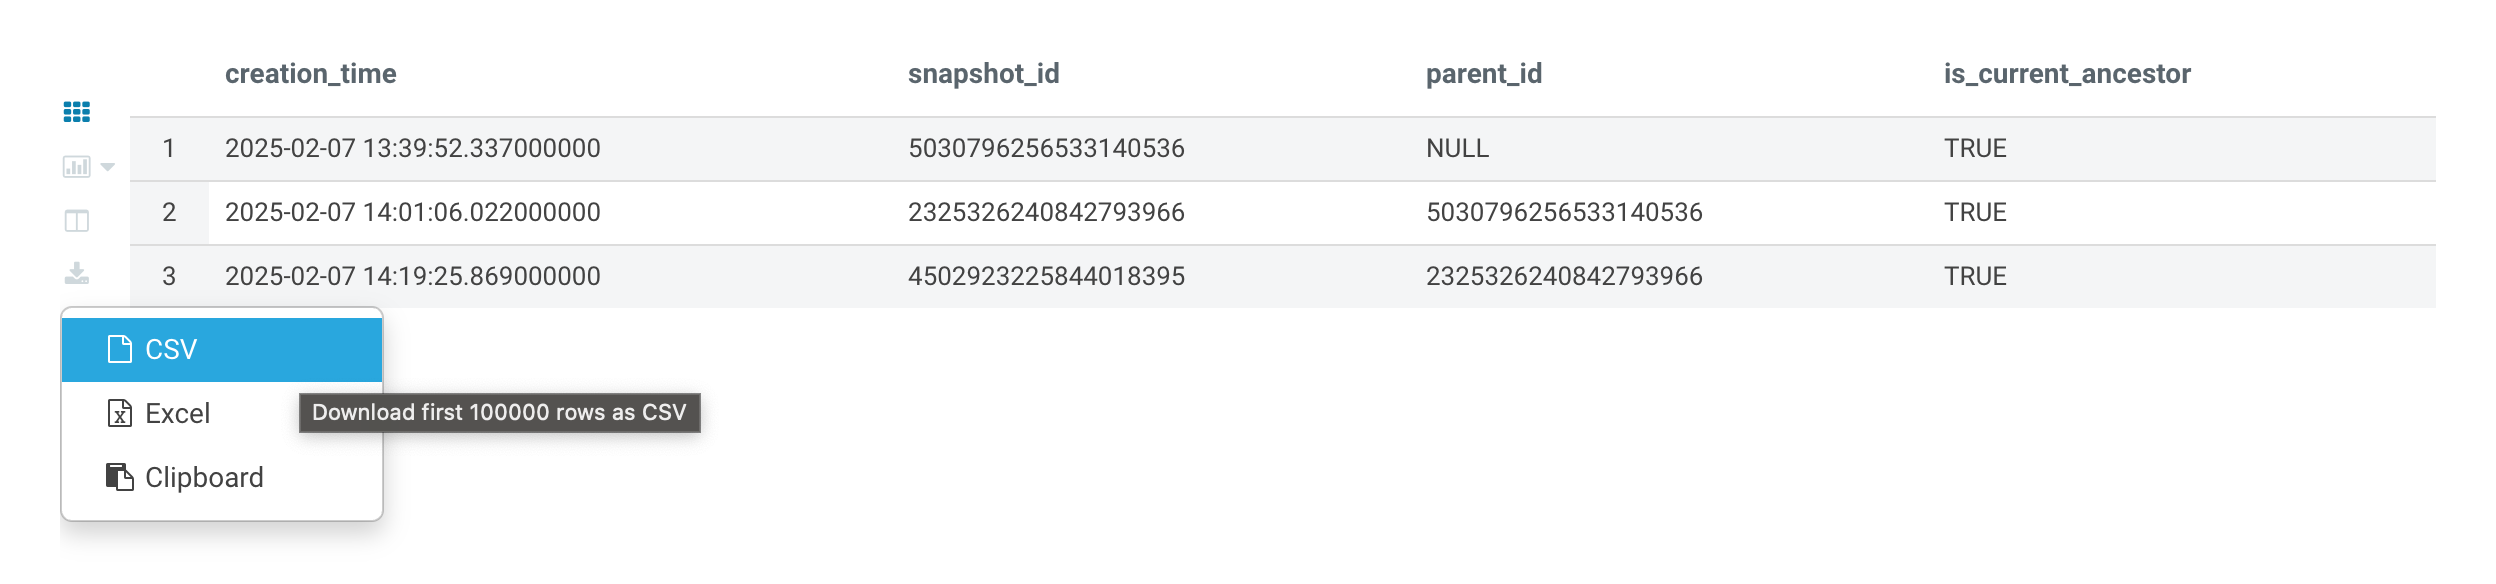 creation_time snapshot_id parent_id is_current_ancestor
1 2025-02-07 13:39:52.337000000 5030796256533140536 NULL TRUE
2 2025-02-07 14:01:06.022000000 2325326240842793966 5030796256533140536 TRUE
3 2025-02-07 14:19:25.869000000 4502923225844018395 2325326240842793966 TRUE
CSV
Excel
Download first 100000 rows as CSV
Clipboard